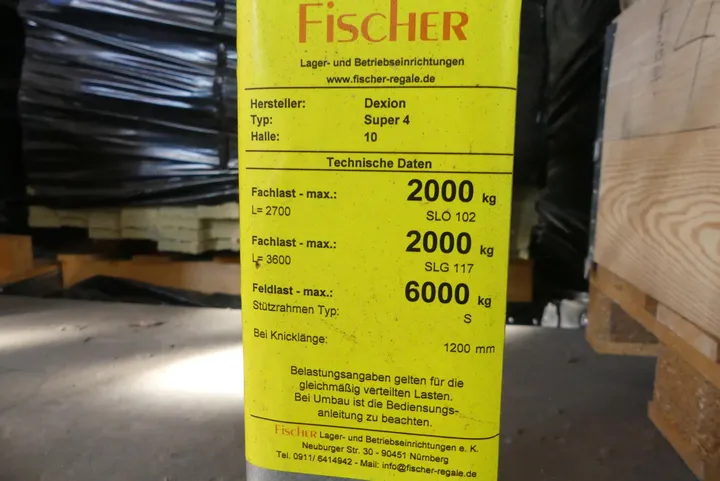 FISCHER
Lager- und Betriebseinrichtungen
www.fischer-regale.de
Hersteller: Dexion
Typ: Super 4
Halle: 10
Technische Daten
Fachlast - max.: 2000 kg
L= 2700 SLO 102
Fachlast - max.: 2000 kg
L= 3600 SLG 117
Feldlast - max.: 6000 kg
Stützrahmen Typ: S
Bei Knicklänge: 1200 mm
Belastungsangaben gelten für die
gleichmäßig verteilten Lasten.
Bei Umbau ist die Bedienungs-
anleitung zu beachten.
FISCHER Lager- und Betriebseinrichtungen e. K.
Neuburger Str. 30 - 90451 Nürnberg
Tel. 0911/ 6414942 - Mail: info@fischer-regale.de